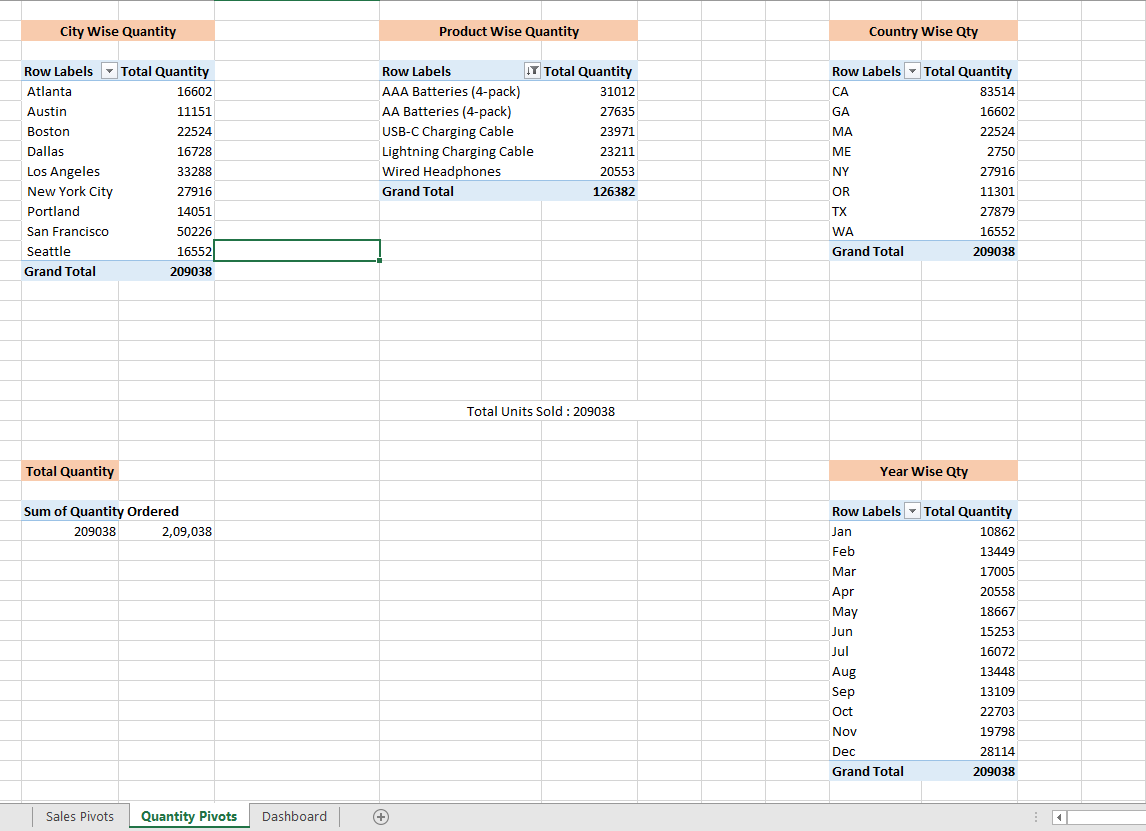 City Wise Quantity Product Wise Quantity Country Wise Qty
Row Labels Total Quantity Row Labels Total Quantity Row Labels Total Quantity
Atlanta 16602 AAA Batteries (4-pack) 31012 CA 83514
Austin 11151 AA Batteries (4-pack) 27635 GA 16602
Boston 22524 USB-C Charging Cable 23971 MA 22524
Dallas 16728 Lightning Charging Cable 23211 ME 2750
Los Angeles 33288 Wired Headphones 20553 NY 27916
New York City 27916 Grand Total 126382 OR 11301
Portland 14051 TX 27879
San Francisco 50226 WA 16552
Seattle 16552 Grand Total 209038
Grand Total 209038
Total Units Sold : 209038
Total Quantity Year Wise Qty
Sum of Quantity Ordered Row Labels Total Quantity
209038 2,09,038 Jan 10862
Feb 13449
Mar 17005
Apr 20558
May 18667
Jun 15253
Jul 16072
Aug 13448
Sep 13109
Oct 22703
Nov 19798
Dec 28114
Grand Total 209038
Sales Pivots Quantity Pivots Dashboard